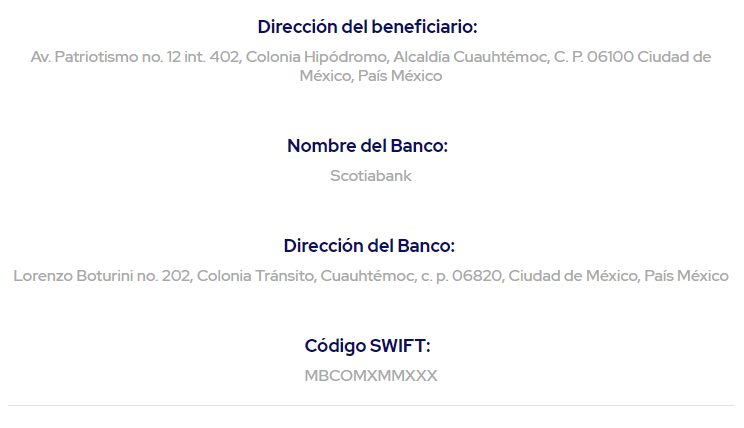 Dirección del beneficiario:
Av. Patriotismo no. 12 int. 402, Colonia Hipódromo, Alcaldía Cuauhtémoc, C. P. 06100 Ciudad de
México, País México
Nombre del Banco:
Scotiabank
Dirección del Banco:
Lorenzo Boturini no. 202, Colonia Tránsito, Cuauhtémoc, c. p. 06820, Ciudad de México, País México
Código SWIFT:
MBCOMXMMXXX